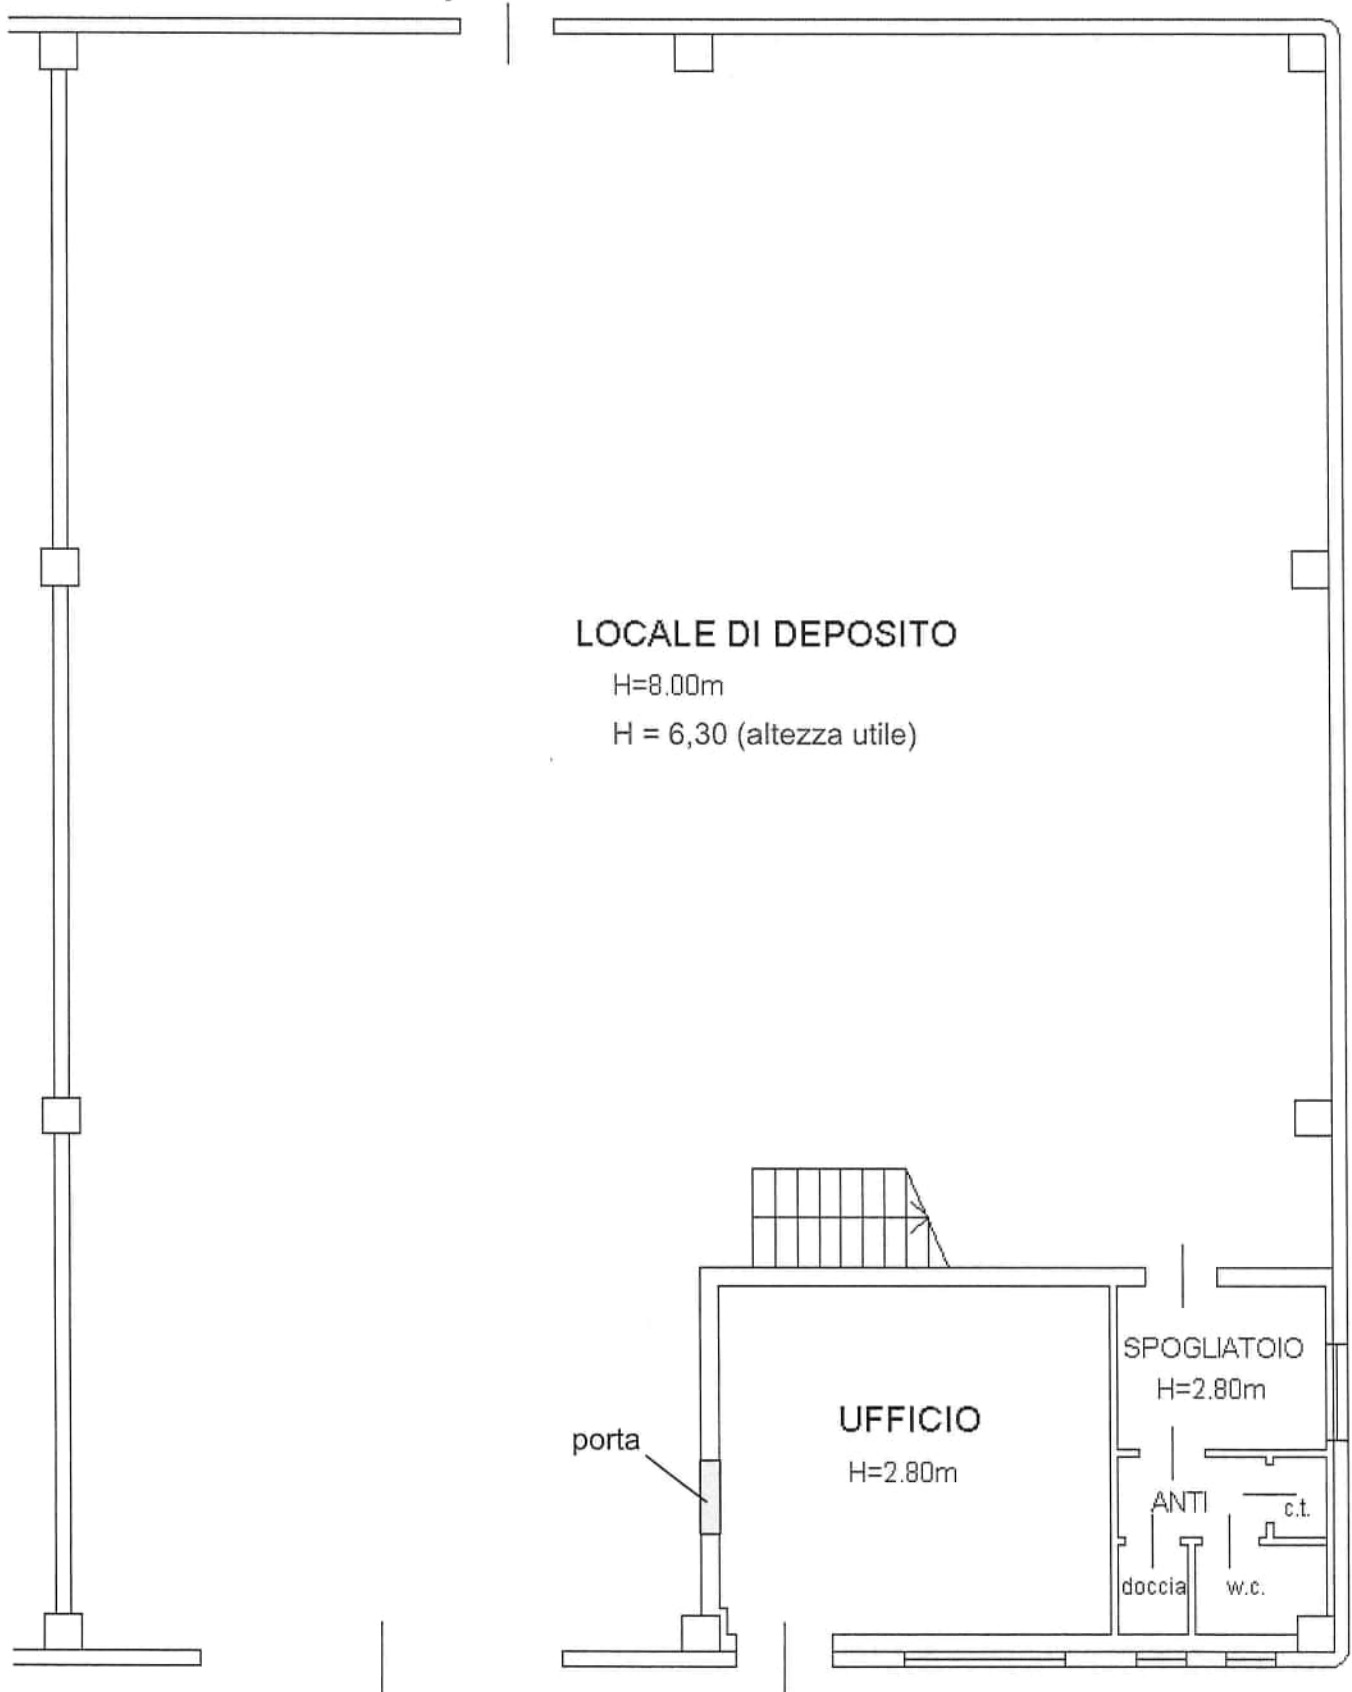 LOCALE DI DEPOSITO
H=8.00m
H = 6,30 (altezza utile)
SPOGLIATOIO
H=2.80m
UFFICIO
H=2.80m
porta
ANTI
c.t.
doccia
w.c.